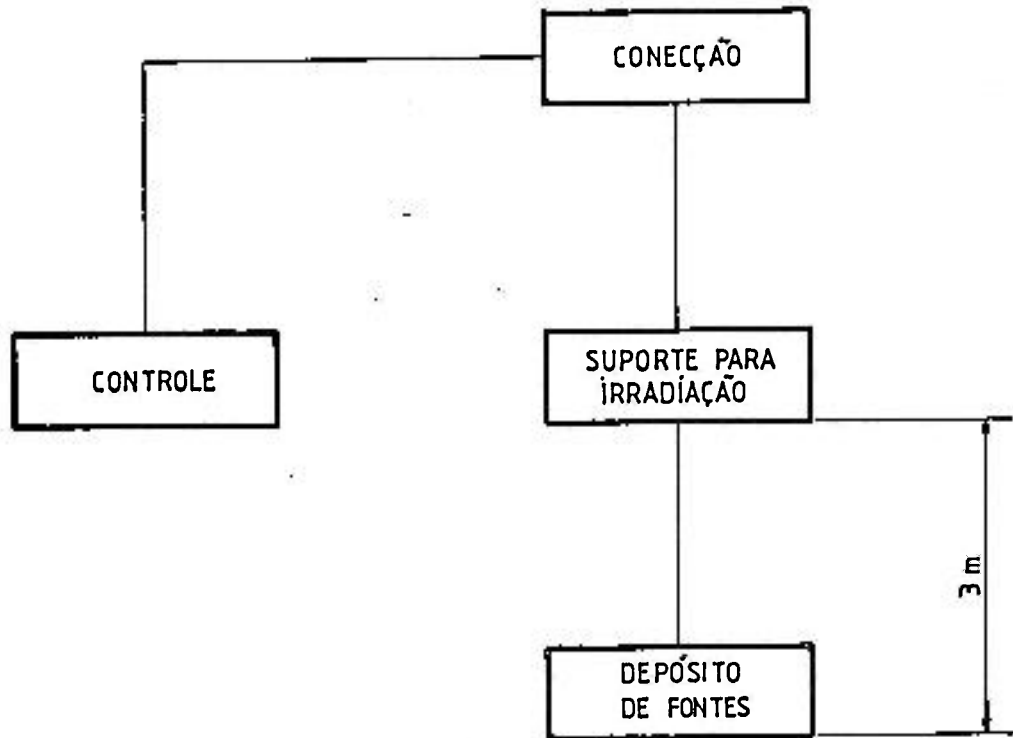 CONECÇÃO
CONTROLE
SUPORTE PARA
IRRADIAÇÃO
3 m
DEPÓSITO
DE FONTES